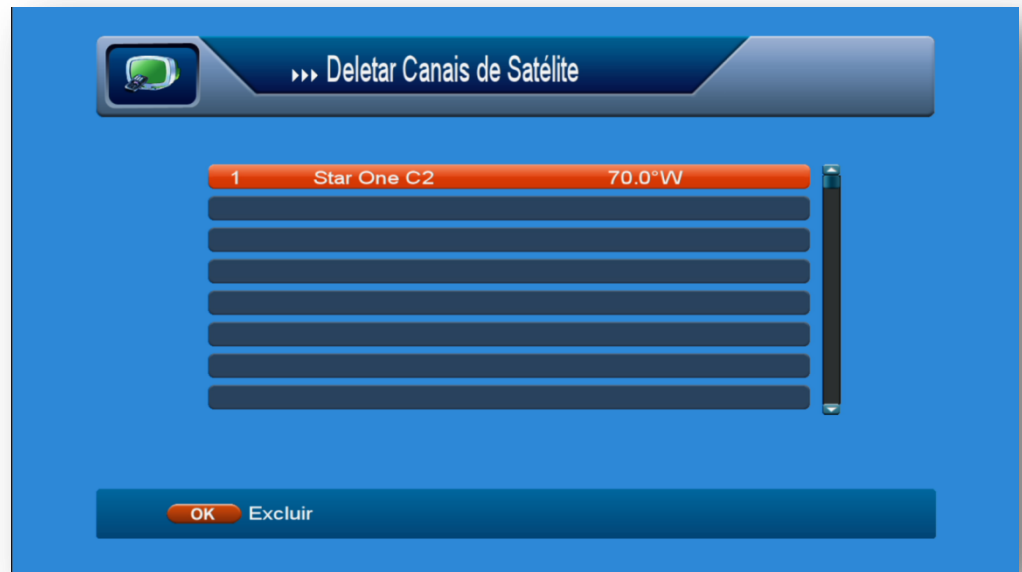 ▸▸▸ Deletar Canais de Satélite
1 Star One C2 70.0°W
OK Excluir